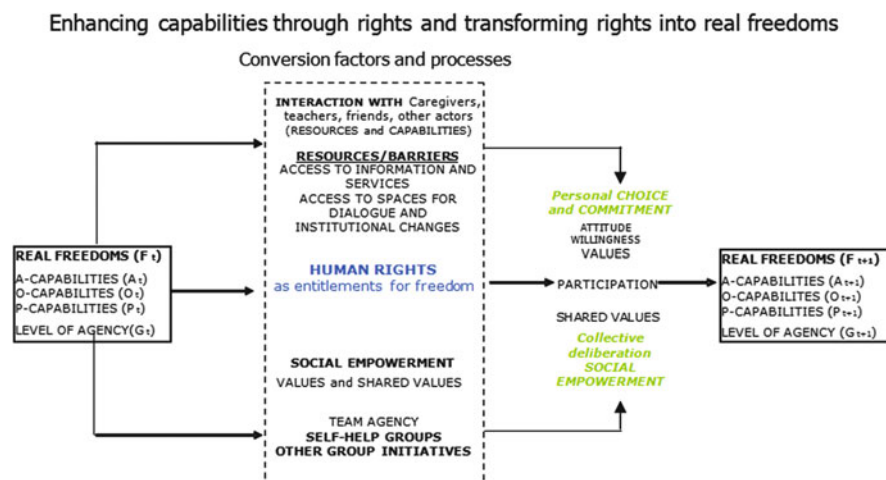 Enhancing capabilities through rights and transforming rights into real freedoms
Conversion factors and processes
INTERACTION WITH Caregivers,
teachers, friends, other actors
(RESOURCES and CAPABILITIES)
RESOURCES/BARRIERS
ACCESS TO INFORMATION AND
SERVICES
ACCESS TO SPACES FOR
DIALOGUE AND
INSTITUTIONAL CHANGES
HUMAN RIGHTS
as entitlements for freedom
SOCIAL EMPOWERMENT
VALUES and SHARED VALUES
TEAM AGENCY
SELF-HELP GROUPS
OTHER GROUP INITIATIVES
REAL FREEDOMS (F t)
A-CAPABILITIES (A t)
O-CAPABILITES (O t)
P-CAPABILITIES (P t)
LEVEL OF AGENCY(G t)
Personal CHOICE
and COMMITMENT
ATTITUDE
WILLINGNESS
VALUES
PARTICIPATION
SHARED VALUES
Collective
deliberation
SOCIAL
EMPOWERMENT
REAL FREEDOMS (F t+1)
A-CAPABILITIES (A t+1)
O-CAPABILITES (O t+1)
P-CAPABILITIES (P t+1)
LEVEL OF AGENCY (G t+1)